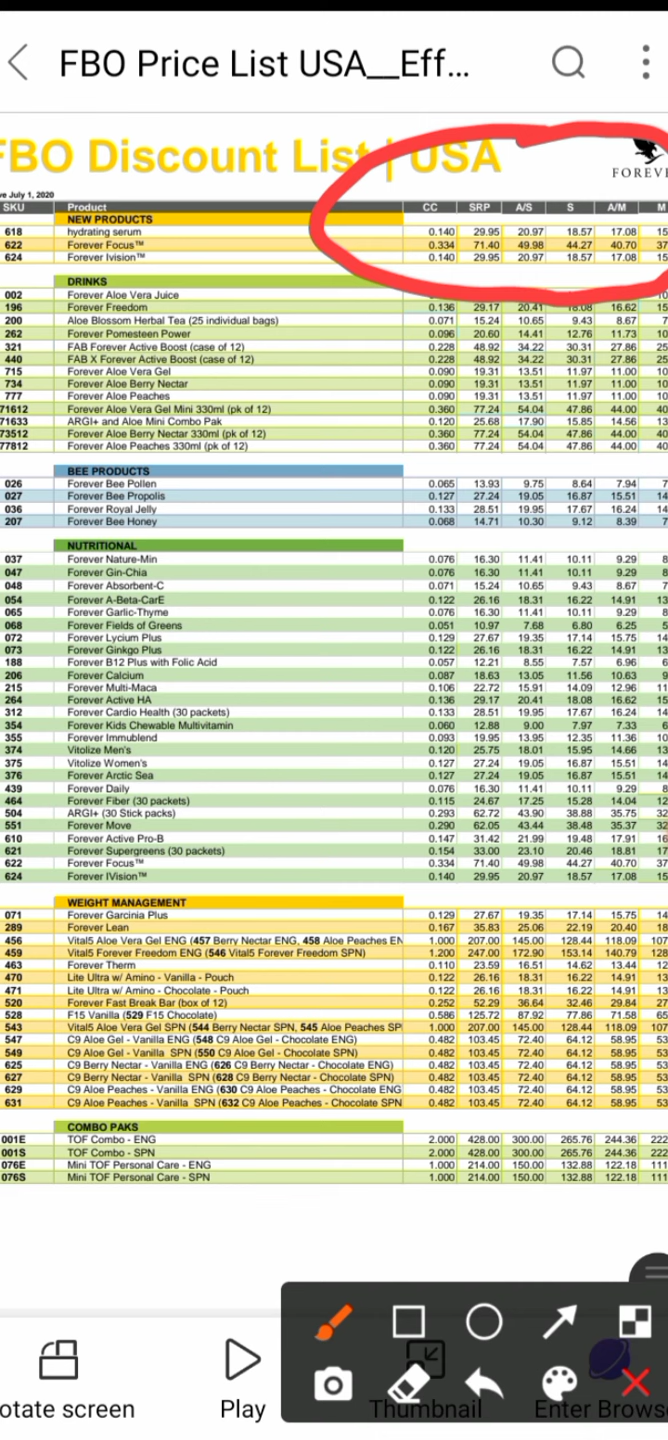 FBO Price List USA__Eff...
FBO Discount List | USA
FOREVE
ve July 1, 2020
SKU Product CC SRP A/S S A/M M
NEW PRODUCTS
618 hydrating serum 0.140 29.95 20.97 18.57 17.08 15
622 Forever Focus™ 0.334 71.40 49.98 44.27 40.70 37
624 Forever Ivision™ 0.140 29.95 20.97 18.57 17.08 15
DRINKS
002 Forever Aloe Vera Juice
196 Forever Freedom 0.136 29.17 20.41 18.08 16.62 15
200 Aloe Blossom Herbal Tea (25 individual bags) 0.071 15.24 10.65 9.43 8.67 7
262 Forever Pomesteen Power 0.096 20.60 14.41 12.76 11.73 10
321 FAB Forever Active Boost (case of 12) 0.228 48.92 34.22 30.31 27.86 25
440 FAB X Forever Active Boost (case of 12) 0.228 48.92 34.22 30.31 27.86 25
715 Forever Aloe Vera Gel 0.090 19.31 13.51 11.97 11.00 10
734 Forever Aloe Berry Nectar 0.090 19.31 13.51 11.97 11.00 10
777 Forever Aloe Peaches 0.090 19.31 13.51 11.97 11.00 10
71612 Forever Aloe Vera Gel Mini 330ml (pk of 12) 0.360 77.24 54.04 47.86 44.00 40
71633 ARGI+ and Aloe Mini Combo Pak 0.120 25.68 17.90 15.85 14.56 13
73512 Forever Aloe Berry Nectar 330ml (pk of 12) 0.360 77.24 54.04 47.86 44.00 40
77812 Forever Aloe Peaches 330ml (pk of 12) 0.360 77.24 54.04 47.86 44.00 40
BEE PRODUCTS
026 Forever Bee Pollen 0.065 13.93 9.75 8.64 7.94 7
027 Forever Bee Propolis 0.127 27.24 19.05 16.87 15.51 14
036 Forever Royal Jelly 0.133 28.51 19.95 17.67 16.24 14
207 Forever Bee Honey 0.068 14.71 10.30 9.12 8.39 7
NUTRITIONAL
037 Forever Nature-Min 0.076 16.30 11.41 10.11 9.29 8
047 Forever Gin-Chia 0.076 16.30 11.41 10.11 9.29 8
048 Forever Absorbent-C 0.071 15.24 10.65 9.43 8.67 7
054 Forever A-Beta-CarE 0.122 26.16 18.31 16.22 14.91 13
065 Forever Garlic-Thyme 0.076 16.30 11.41 10.11 9.29 8
068 Forever Fields of Greens 0.051 10.97 7.68 6.80 6.25 5
072 Forever Lycium Plus 0.129 27.67 19.35 17.14 15.75 14
073 Forever Ginkgo Plus 0.122 26.16 18.31 16.22 14.91 13
188 Forever B12 Plus with Folic Acid 0.057 12.21 8.55 7.57 6.96 6
206 Forever Calcium 0.087 18.63 13.05 11.56 10.63 9
215 Forever Multi-Maca 0.106 22.72 15.91 14.09 12.96 11
264 Forever Active HA 0.136 29.17 20.41 18.08 16.62 15
312 Forever Cardio Health (30 packets) 0.133 28.51 19.95 17.67 16.24 14
354 Forever Kids Chewable Multivitamin 0.060 12.88 9.00 7.97 7.33 6
355 Forever Immublend 0.093 19.95 13.95 12.35 11.36 10
374 Vitolize Men's 0.120 25.75 18.01 15.95 14.66 13
375 Vitolize Women's 0.127 27.24 19.05 16.87 15.51 14
376 Forever Arctic Sea 0.127 27.24 19.05 16.87 15.51 14
439 Forever Daily 0.076 16.30 11.41 10.11 9.29 8
464 Forever Fiber (30 packets) 0.115 24.67 17.25 15.28 14.04 12
504 ARGI+ (30 Stick packs) 0.293 62.72 43.90 38.88 35.75 32
551 Forever Move 0.290 62.05 43.44 38.48 35.37 32
610 Forever Active Pro-B 0.147 31.42 21.99 19.48 17.91 16
621 Forever Supergreens (30 packets) 0.154 33.00 23.10 20.46 18.81 17
622 Forever Focus™ 0.334 71.40 49.98 44.27 40.70 37
624 Forever IVision™ 0.140 29.95 20.97 18.57 17.08 15
WEIGHT MANAGEMENT
071 Forever Garcinia Plus 0.129 27.67 19.35 17.14 15.75 14
289 Forever Lean 0.167 35.83 25.06 22.19 20.40 18
456 Vital5 Aloe Vera Gel ENG (457 Berry Nectar ENG, 458 Aloe Peaches EN 1.000 207.00 145.00 128.44 118.09 107
459 Vital5 Forever Freedom ENG (546 Vital5 Forever Freedom SPN) 1.200 247.00 172.90 153.14 140.79 128
463 Forever Therm 0.110 23.59 16.51 14.62 13.44 12
470 Lite Ultra w/ Amino - Vanilla - Pouch 0.122 26.16 18.31 16.22 14.91 13
471 Lite Ultra w/ Amino - Chocolate - Pouch 0.122 26.16 18.31 16.22 14.91 13
520 Forever Fast Break Bar (box of 12) 0.252 52.29 36.64 32.46 29.84 27
528 F15 Vanilla (529 F15 Chocolate) 0.586 125.72 87.92 77.86 71.58 65
543 Vital5 Aloe Vera Gel SPN (544 Berry Nectar SPN, 545 Aloe Peaches SP 1.000 207.00 145.00 128.44 118.09 107
547 C9 Aloe Gel - Vanilla ENG (548 C9 Aloe Gel - Chocolate ENG) 0.482 103.45 72.40 64.12 58.95 53
549 C9 Aloe Gel - Vanilla SPN (550 C9 Aloe Gel - Chocolate SPN) 0.482 103.45 72.40 64.12 58.95 53
625 C9 Berry Nectar - Vanilla ENG (626 C9 Berry Nectar - Chocolate ENG) 0.482 103.45 72.40 64.12 58.95 53
627 C9 Berry Nectar - Vanilla SPN (628 C9 Berry Nectar - Chocolate SPN) 0.482 103.45 72.40 64.12 58.95 53
629 C9 Aloe Peaches - Vanilla ENG (630 C9 Aloe Peaches - Chocolate ENG 0.482 103.45 72.40 64.12 58.95 53
631 C9 Aloe Peaches - Vanilla SPN (632 C9 Aloe Peaches - Chocolate SPN 0.482 103.45 72.40 64.12 58.95 53
COMBO PAKS
001E TOF Combo - ENG 2.000 428.00 300.00 265.76 244.36 222
001S TOF Combo - SPN 2.000 428.00 300.00 265.76 244.36 222
076E Mini TOF Personal Care - ENG 1.000 214.00 150.00 132.88 122.18 111
076S Mini TOF Personal Care - SPN 1.000 214.00 150.00 132.88 122.18 111
otate screen Play Thumbnail Enter Brows